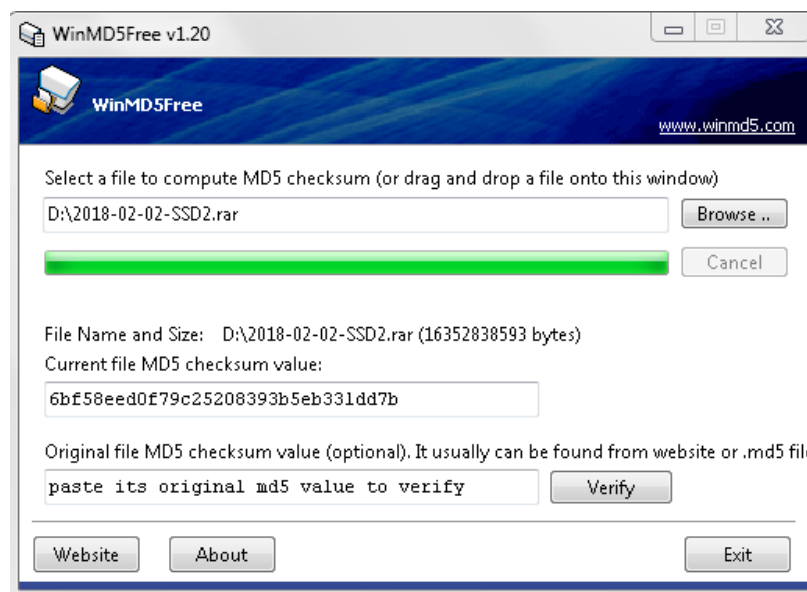 WinMD5Free v1.20
WinMD5Free
www.winmd5.com
Select a file to compute MD5 checksum (or drag and drop a file onto this window)
D:\2018-02-02-SSD2.rar
Browse ..
Cancel
File Name and Size: D:\2018-02-02-SSD2.rar (16352838593 bytes)
Current file MD5 checksum value:
6bf58eed0f79c25208393b5eb331dd7b
Original file MD5 checksum value (optional). It usually can be found from website or .md5 fil
paste its original md5 value to verify
Verify
Website
About
Exit